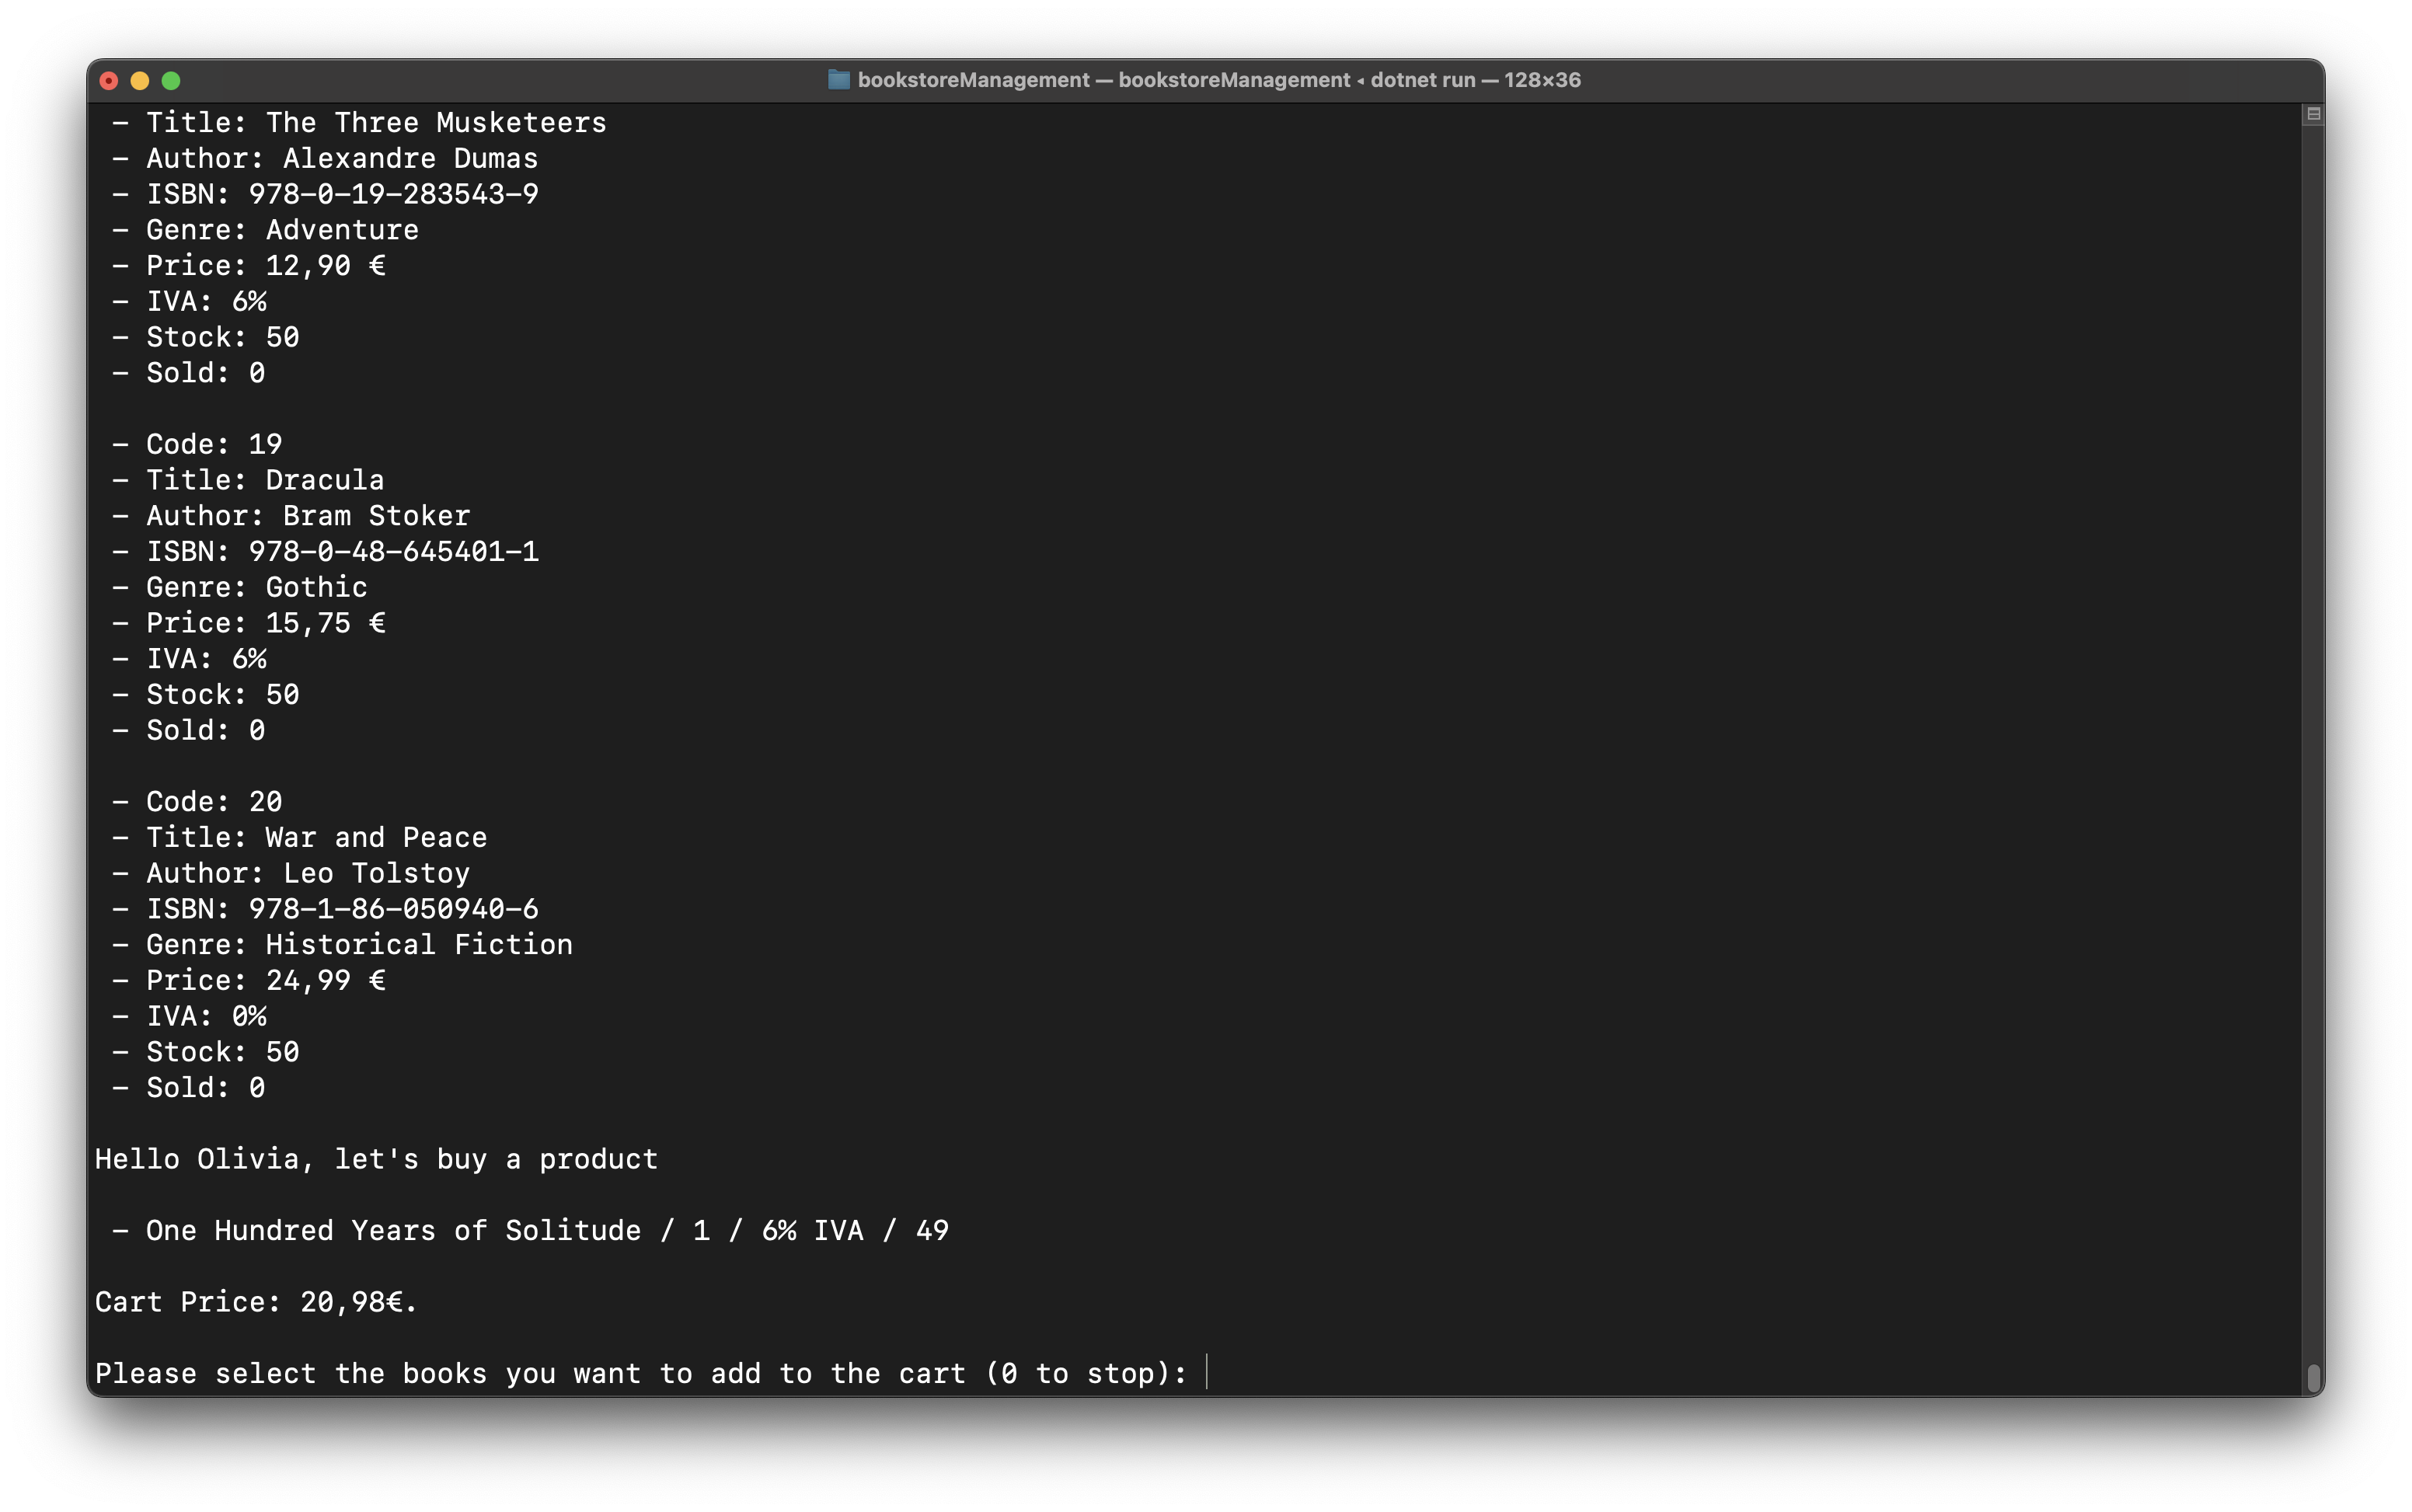 bookstoreManagement — bookstoreManagement ◂ dotnet run — 128×36
– Title: The Three Musketeers
– Author: Alexandre Dumas
– ISBN: 978–0–19–283543–9
– Genre: Adventure
– Price: 12,90 €
– IVA: 6%
– Stock: 50
– Sold: 0
– Code: 19
– Title: Dracula
– Author: Bram Stoker
– ISBN: 978–0–48–645401–1
– Genre: Gothic
– Price: 15,75 €
– IVA: 6%
– Stock: 50
– Sold: 0
– Code: 20
– Title: War and Peace
– Author: Leo Tolstoy
– ISBN: 978–1–86–050940–6
– Genre: Historical Fiction
– Price: 24,99 €
– IVA: 0%
– Stock: 50
– Sold: 0
Hello Olivia, let's buy a product
– One Hundred Years of Solitude / 1 / 6% IVA / 49
Cart Price: 20,98€.
Please select the books you want to add to the cart (0 to stop):